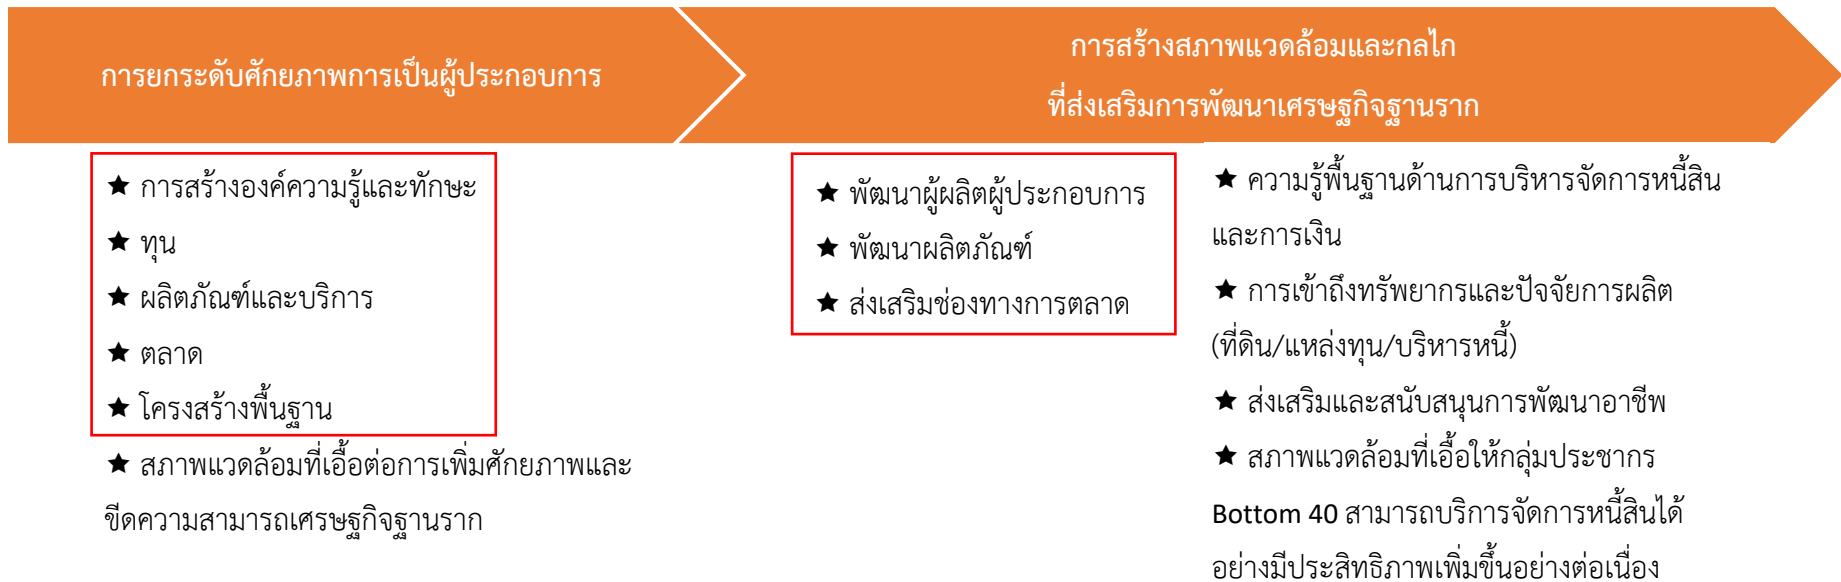 การยกระดับศักยภาพการเป็นผู้ประกอบการ
การสร้างสภาพแวดล้อมและกลไก
ที่ส่งเสริมการพัฒนาเศรษฐกิจฐานราก
★ การสร้างองค์ความรู้และทักษะ
★ ทุน
★ ผลิตภัณฑ์และบริการ
★ ตลาด
★ โครงสร้างพื้นฐาน
★ สภาพแวดล้อมที่เอื้อต่อการเพิ่มศักยภาพและ
ขีดความสามารถเศรษฐกิจฐานราก
★ พัฒนาผู้ผลิตผู้ประกอบการ
★ พัฒนาผลิตภัณฑ์
★ ส่งเสริมช่องทางการตลาด
★ ความรู้พื้นฐานด้านการบริหารจัดการหนี้สิน
และการเงิน
★ การเข้าถึงทรัพยากรและปัจจัยการผลิต
(ที่ดิน/แหล่งทุน/บริหารหนี้)
★ ส่งเสริมและสนับสนุนการพัฒนาอาชีพ
★ สภาพแวดล้อมที่เอื้อให้กลุ่มประชากร
Bottom 40 สามารถบริการจัดการหนี้สินได้
อย่างมีประสิทธิภาพเพิ่มขึ้นอย่างต่อเนื่อง